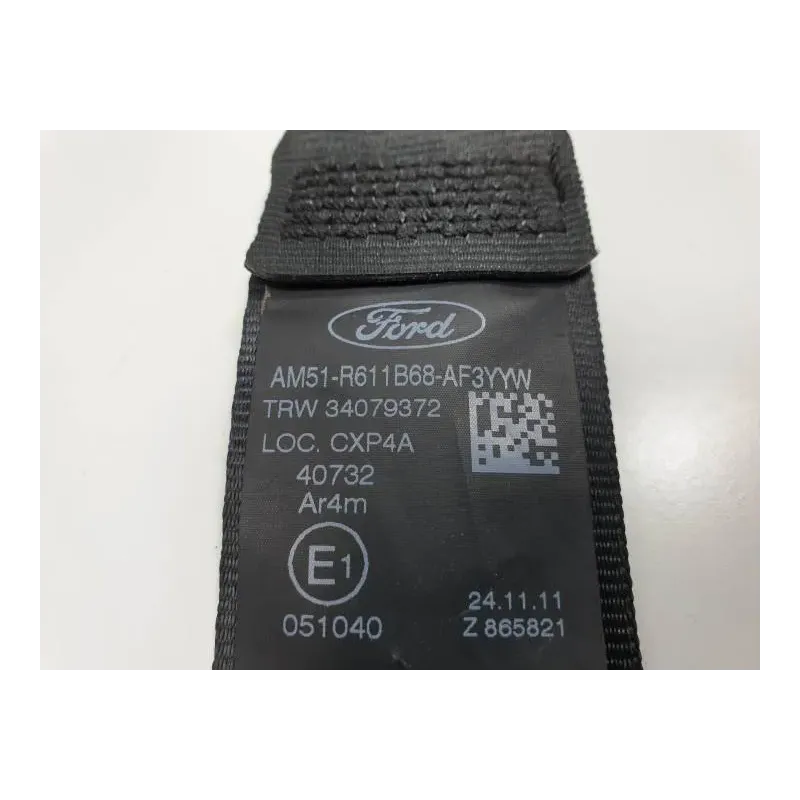 Ford
AM51-R611B68-AF3YYW
TRW 34079372
LOC. CXP4A
40732
Ar4m
E1
051040
24.11.11
Z 865821